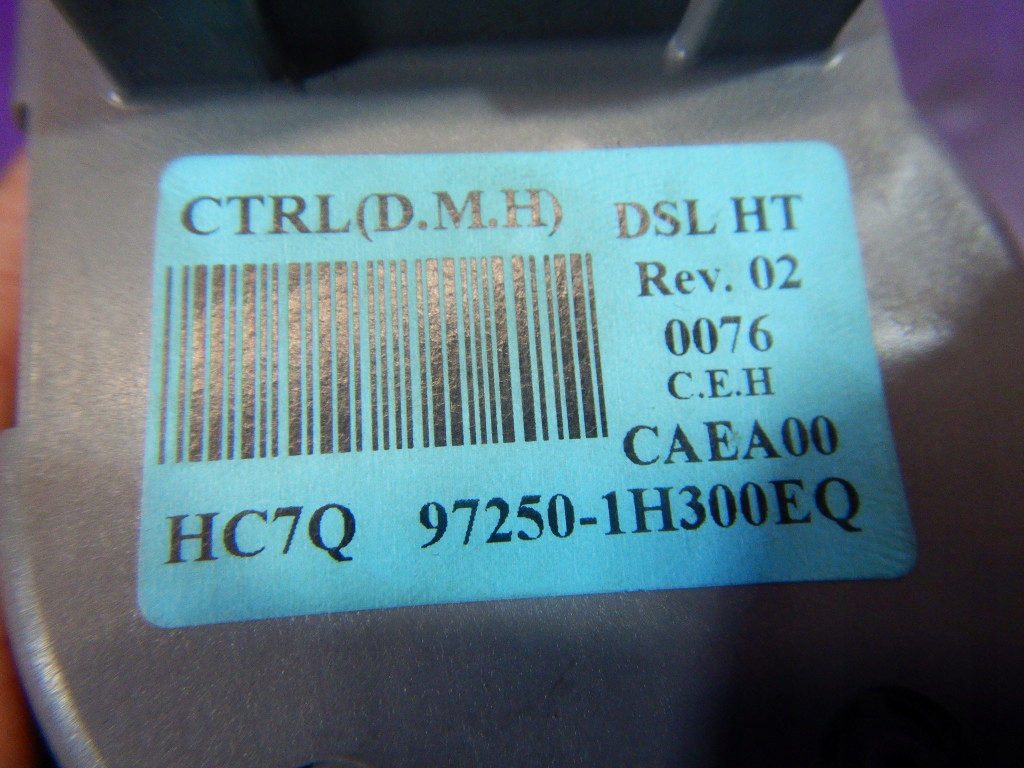 CTRL(D.M.H) DSL HT
Rev. 02
0076
C.E.H
CAEA00
HC7Q 97250-1H300EQ